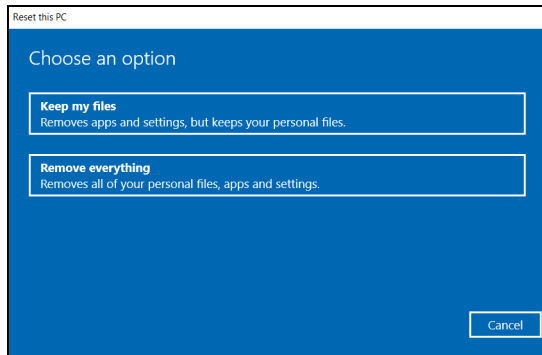 Reset this PC
Choose an option
Keep my files
Removes apps and settings, but keeps your personal files.
Remove everything
Removes all of your personal files, apps and settings.
Cancel